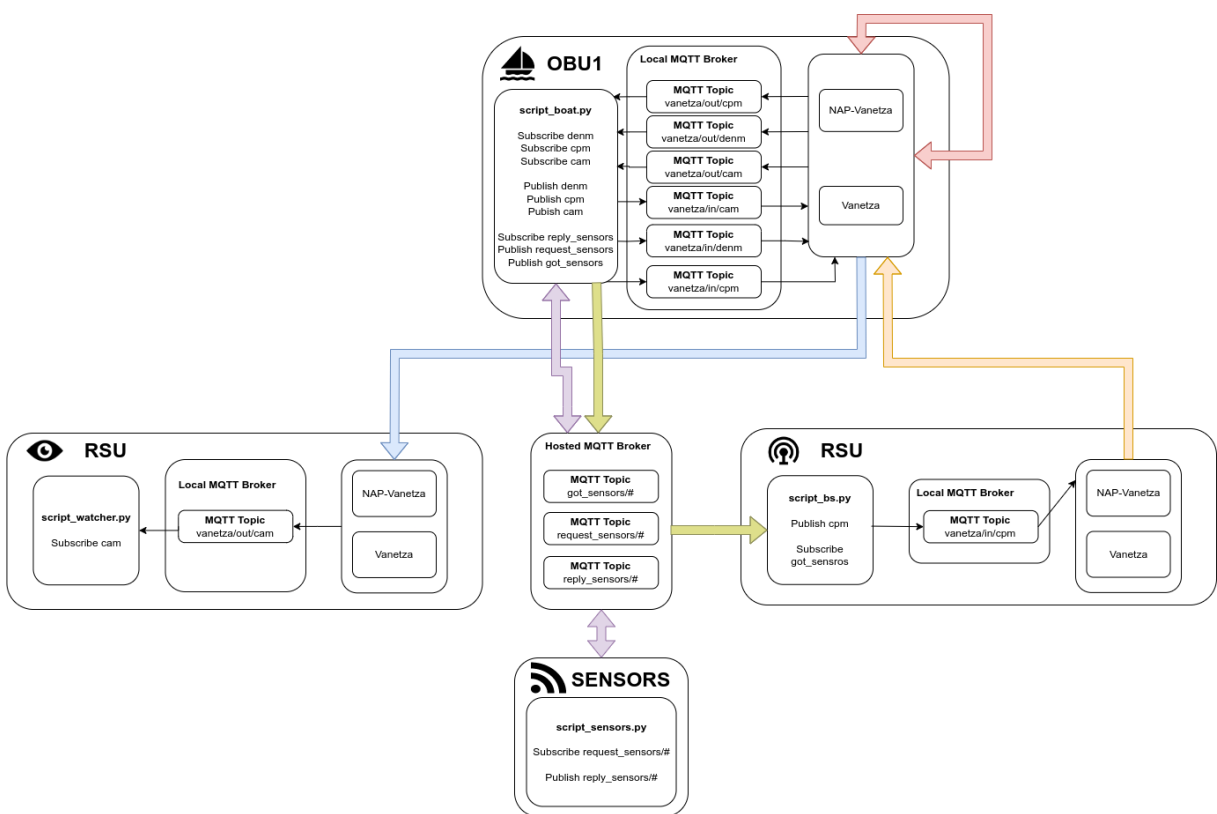 OBU1
script_boat.py
Subscribe denm
Subscribe cpm
Subscribe cam
Publish denm
Publish cpm
Pubish cam
Subscribe reply_sensors
Publish request_sensors
Publish got_sensors
Local MQTT Broker
MQTT Topic
vanetza/out/cpm
MQTT Topic
vanetza/out/denm
MQTT Topic
vanetza/out/cam
MQTT Topic
vanetza/in/cam
MQTT Topic
vanetza/in/denm
MQTT Topic
vanetza/in/cpm
NAP-Vanetza
Vanetza
RSU
script_watcher.py
Subscribe cam
Local MQTT Broker
MQTT Topic
vanetza/out/cam
NAP-Vanetza
Vanetza
Hosted MQTT Broker
MQTT Topic
got_sensors/#
MQTT Topic
request_sensors/#
MQTT Topic
reply_sensors/#
RSU
script_bs.py
Publish cpm
Subscribe
got_sensros
Local MQTT Broker
MQTT Topic
vanetza/in/cpm
NAP-Vanetza
Vanetza
SENSORS
script_sensors.py
Subscribe request_sensors/#
Publish reply_sensors/#